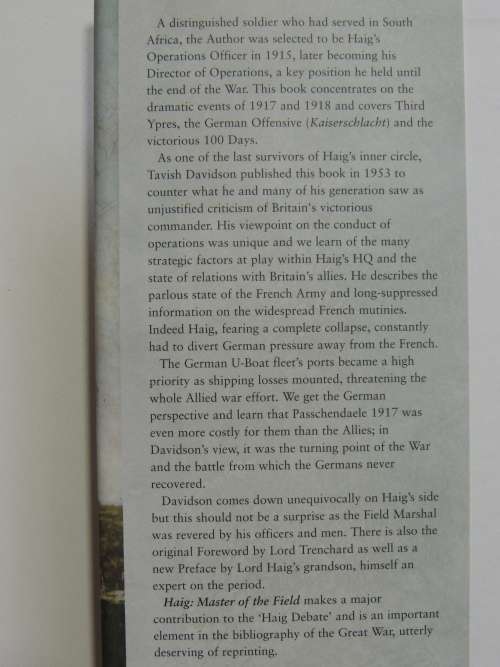 A distinguished soldier who had served in South
Africa, the Author was selected to be Haig's
Operations Officer in 1915, later becoming his
Director of Operations, a key position he held until
the end of the War. This book concentrates on the
dramatic events of 1917 and 1918 and covers Third
Ypres, the German Offensive (Kaiserschlacht) and the
victorious 100 Days.
As one of the last survivors of Haig's inner circle,
Tavish Davidson published this book in 1953 to
counter what he and many of his generation saw as
unjustified criticism of Britain's victorious
commander. His viewpoint on the conduct of
operations was unique and we learn of the many
strategic factors at play within Haig's HQ and the
state of relations with Britain's allies. He describes the
parlous state of the French Army and long-suppressed
information on the widespread French mutinies.
Indeed Haig, fearing a complete collapse, constantly
had to divert German pressure away from the French.
The German U-Boat fleet's ports became a high
priority as shipping losses mounted, threatening the
whole Allied war effort. We get the German
perspective and learn that Passchendaele 1917 was
even more costly for them than the Allies; in
Davidson's view, it was the turning point of the War
and the battle from which the Germans never
recovered.
Davidson comes down unequivocally on Haig's side
but this should not be a surprise as the Field Marshal
was revered by his officers and men. There is also the
original Foreword by Lord Trenchard as well as a
new Preface by Lord Haig's grandson, himself an
expert on the period.
Haig: Master of the Field makes a major
contribution to the 'Haig Debate' and is an important
element in the bibliography of the Great War, utterly
deserving of reprinting.